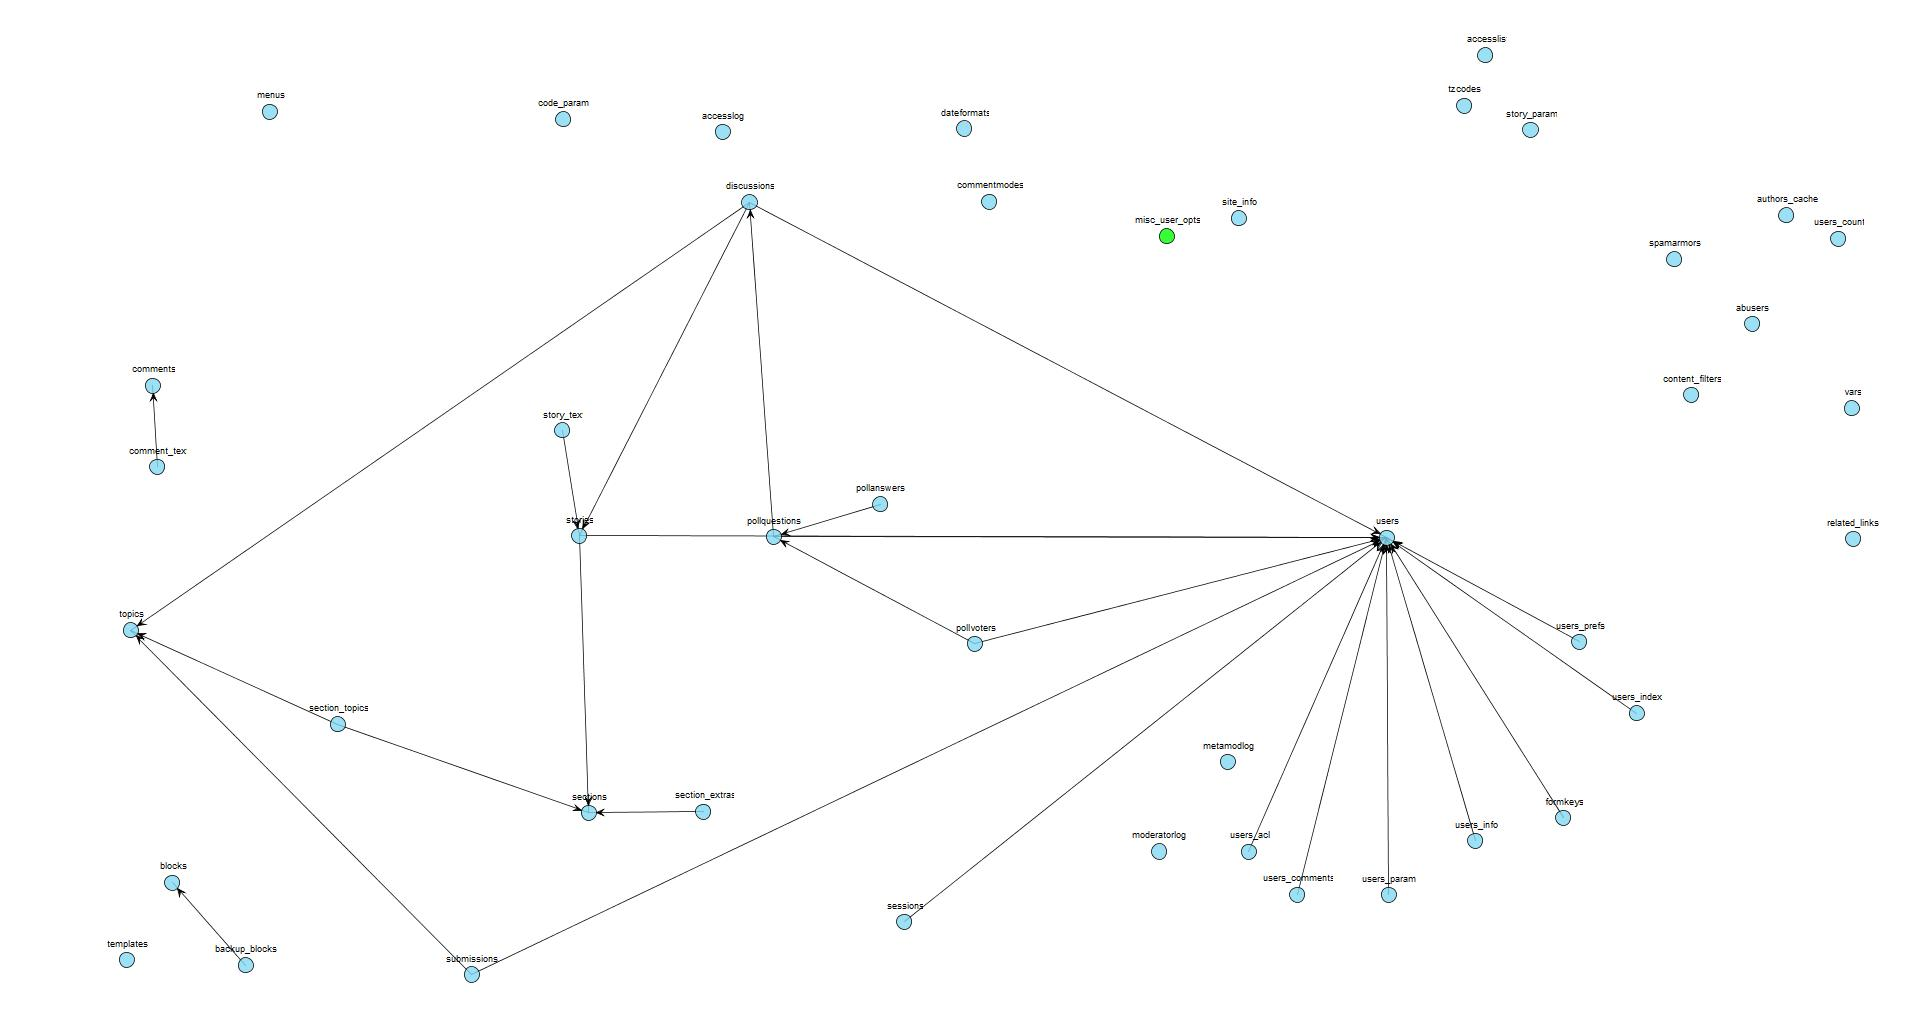 accesslis
tzcodes
menus
code_param
story_param
dateformats
accesslog
commentmodes
discussions
authors_cache
site_info
misc_user_opts
users_count
spamarmors
abusers
comments
content_filters
vars
story_tex
comment_tex
pollanswers
stories
pollquestions
users
related_links
topics
users_prefs
pollvoters
users_index
section_topics
metamodlog
section_extras
sections
formkeys
users_info
moderatorlog
users_acl
blocks
users_comments
users_param
sessions
templates
backup_blocks
submissions